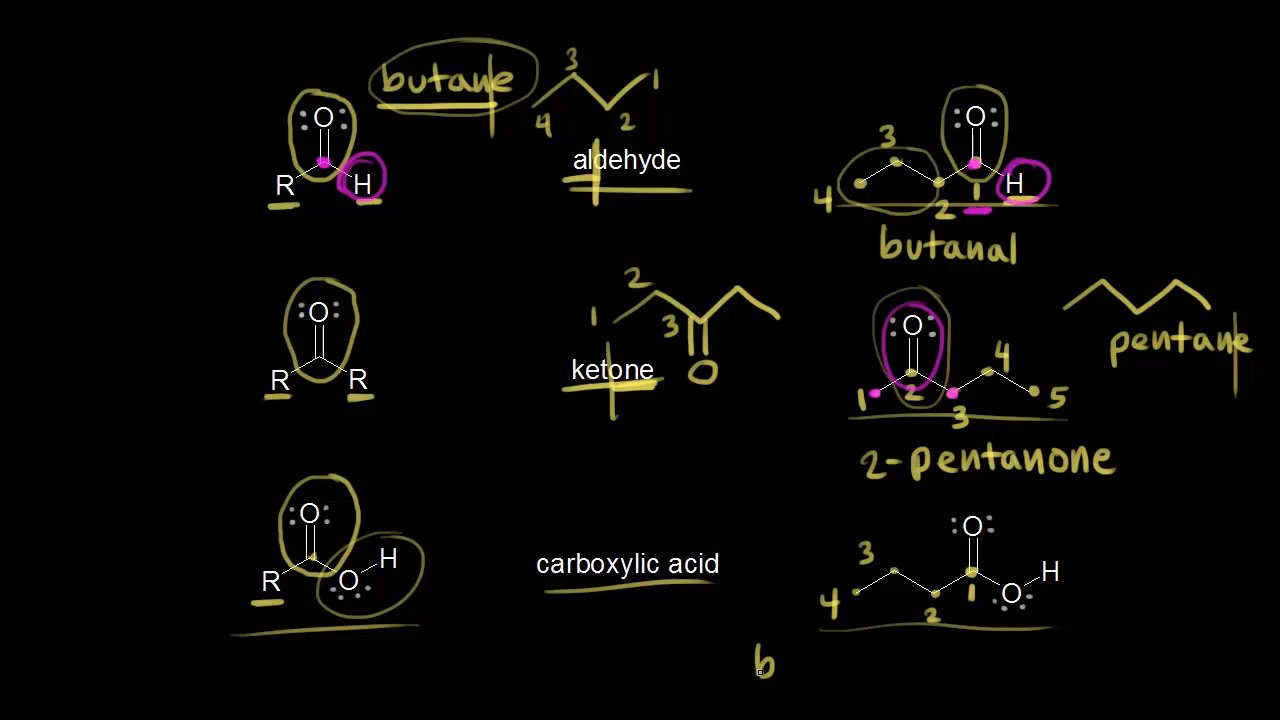 butane
3
1
4
2
O
R
H
aldehyde
3
O
H
4
2
1
butanal
O
R
R
2
1
3
O
ketone
O
4
1
2
3
5
2-pentanone
pentane
O
R
O
H
carboxylic acid
3
O
H
O
4
2
1
b